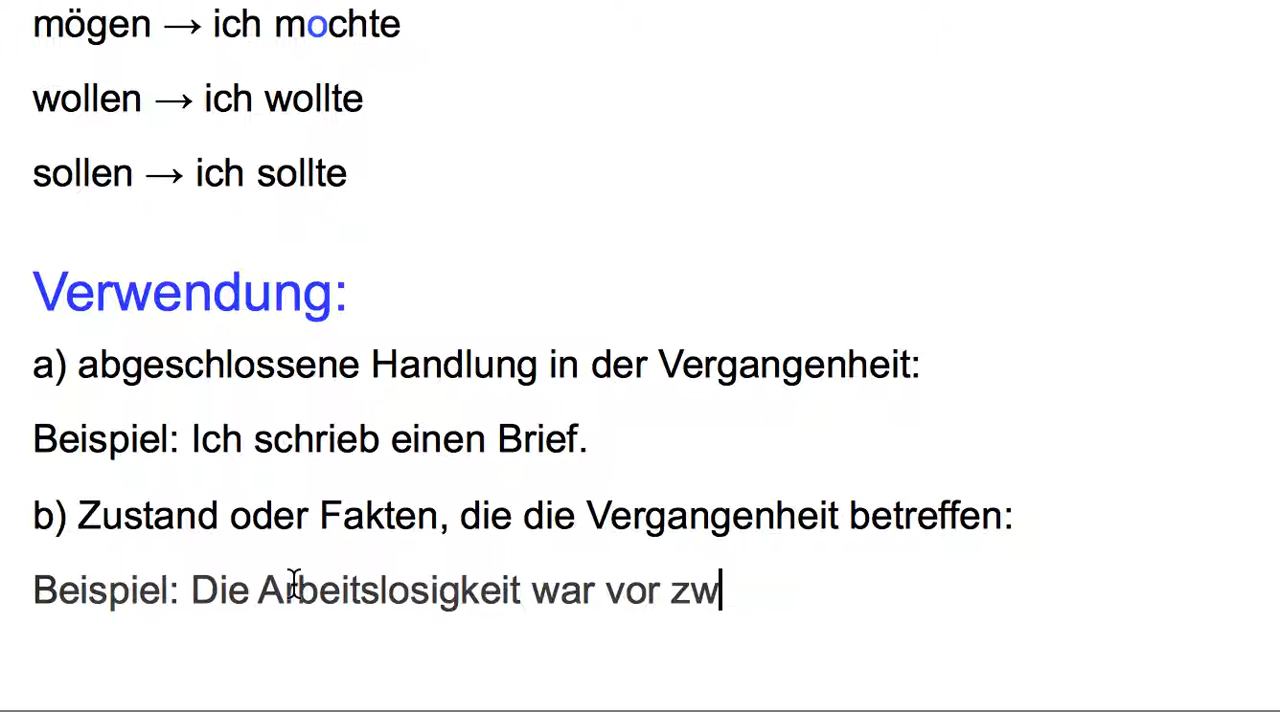 mögen → ich mochte
wollen → ich wollte
sollen → ich sollte
Verwendung:
a) abgeschlossene Handlung in der Vergangenheit:
Beispiel: Ich schrieb einen Brief.
b) Zustand oder Fakten, die die Vergangenheit betreffen:
Beispiel: Die Arbeitslosigkeit war vor zw